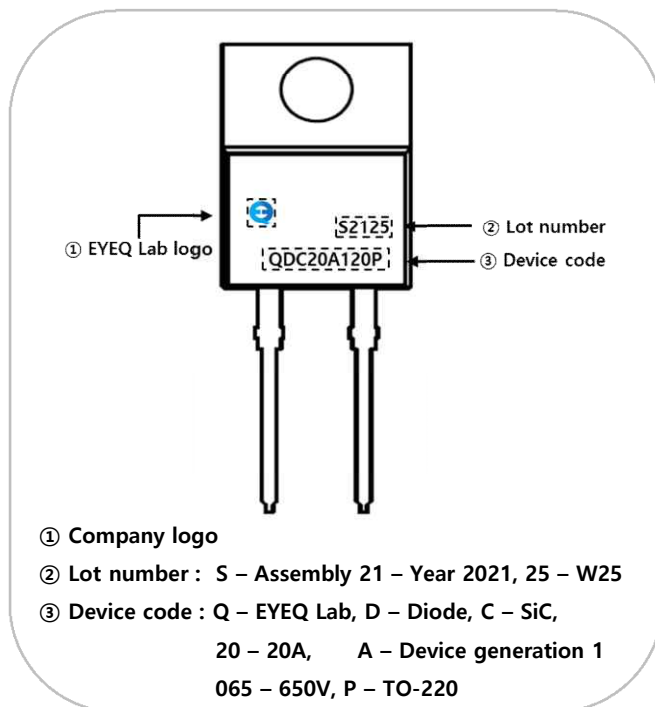 S2125
② Lot number
① EYEQ Lab logo
QDC20A120P
③ Device code
① Company logo
② Lot number : S – Assembly 21 – Year 2021, 25 – W25
③ Device code : Q – EYEQ Lab, D – Diode, C – SiC,
20 – 20A, A – Device generation 1
065 – 650V, P – TO-220